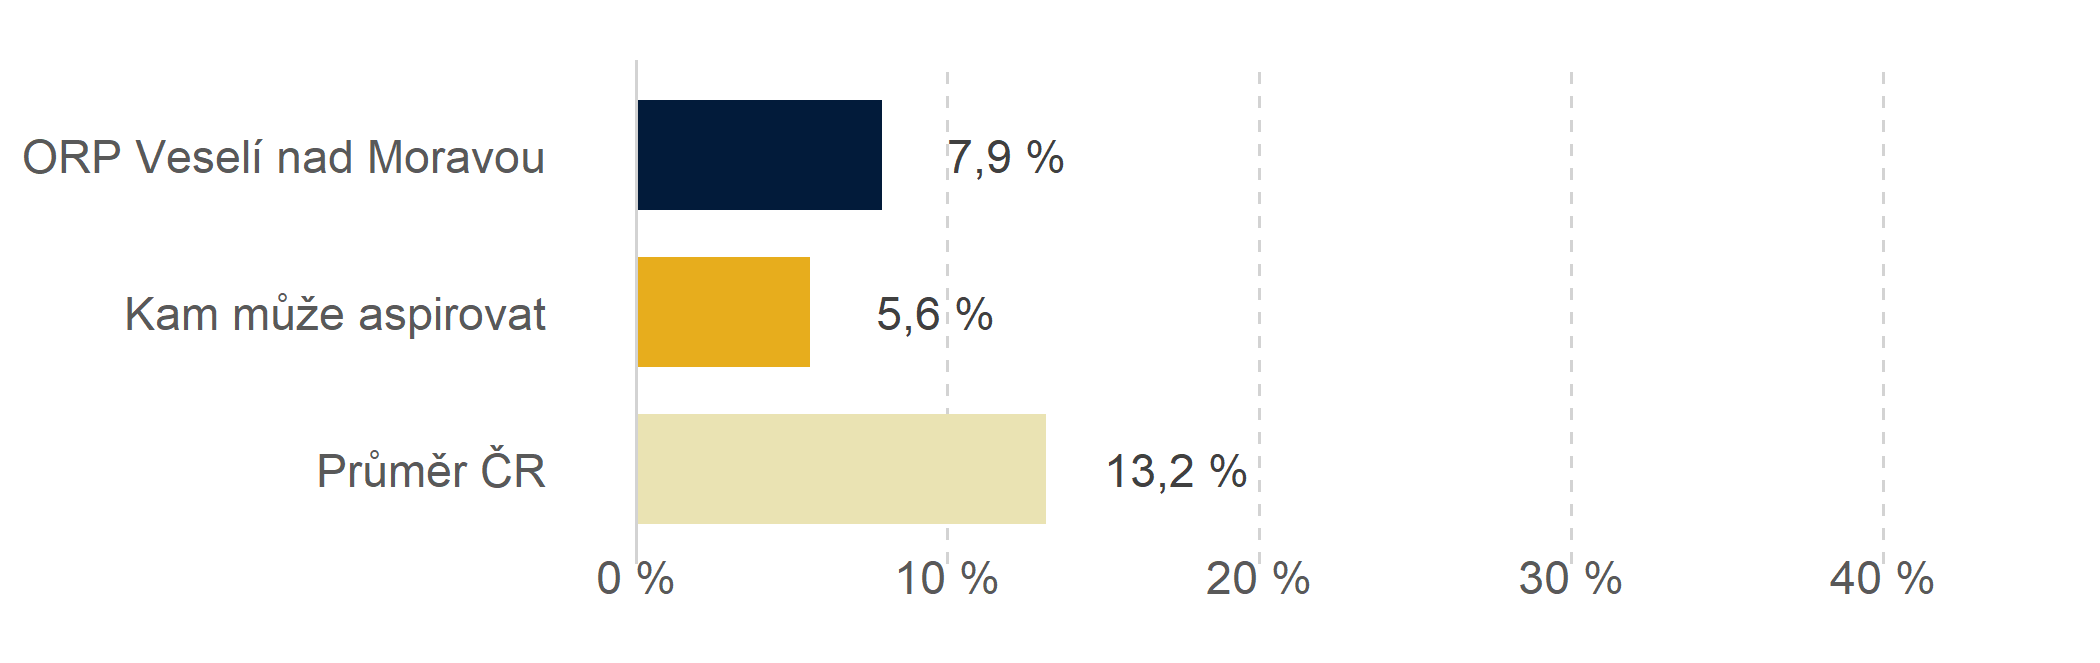 ORP Veselí nad Moravou
7,9 %
Kam může aspirovat
5,6 %
Průměr ČR
13,2 %
0 %
10 %
20 %
30 %
40 %